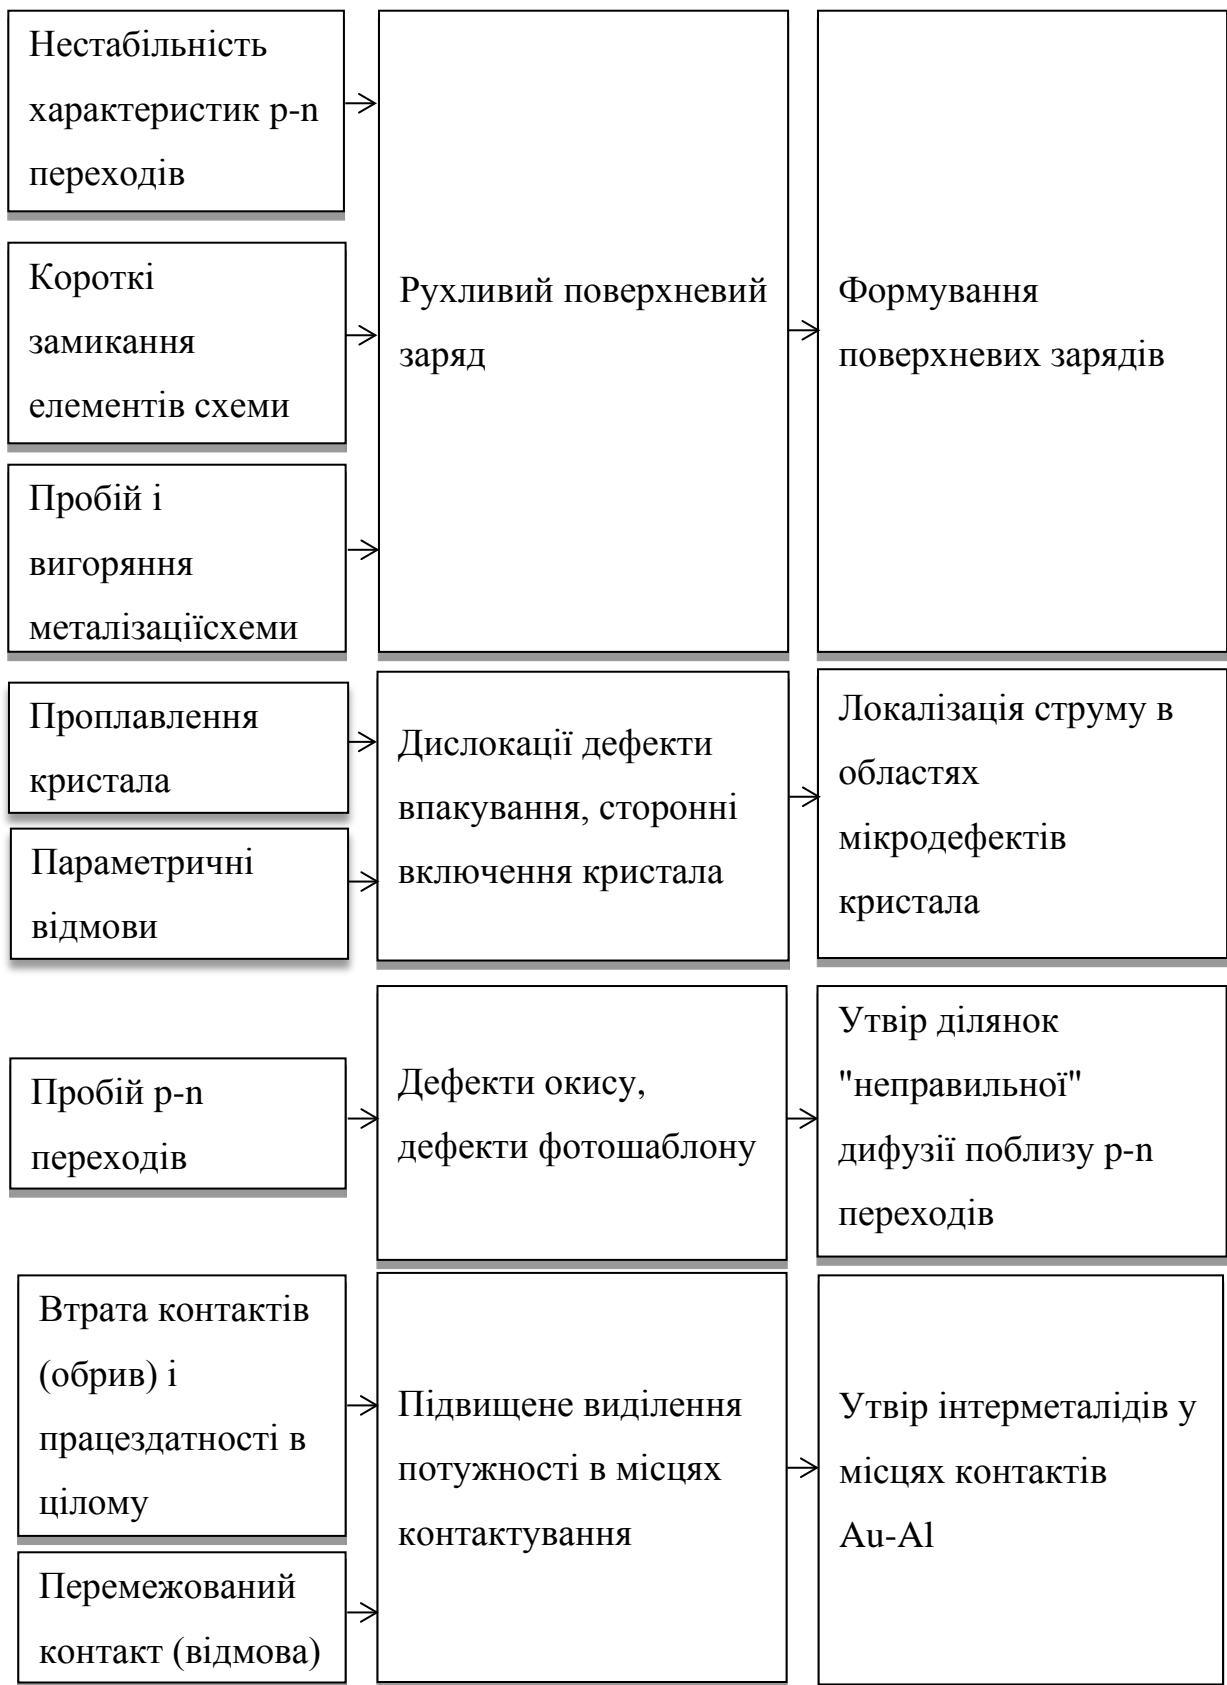 Нестабільність
характеристик p-n
переходів
Короткі
замикання
елементів схеми
Пробій і
вигоряння
металізаціїсхеми
Рухливий поверхневий
заряд
Формування
поверхневих зарядів
Проплавлення
кристала
Параметричні
відмови
Дислокації дефекти
впакування, сторонні
включення кристала
Локалізація струму в
областях
мікродефектів
кристала
Пробій p-n
переходів
Дефекти окису,
дефекти фотошаблону
Утвір ділянок
"неправильної"
дифузії поблизу p-n
переходів
Втрата контактів
(обрив) і
працездатності в
цілому
Перемежований
контакт (відмова)
Підвищене виділення
потужності в місцях
контактування
Утвір інтерметалідів у
місцях контактів
Au-Al